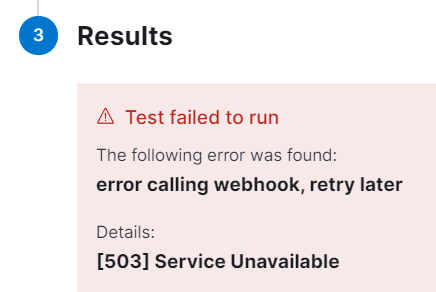 3 Results
Test failed to run
The following error was found:
error calling webhook, retry later
Details:
[503] Service Unavailable